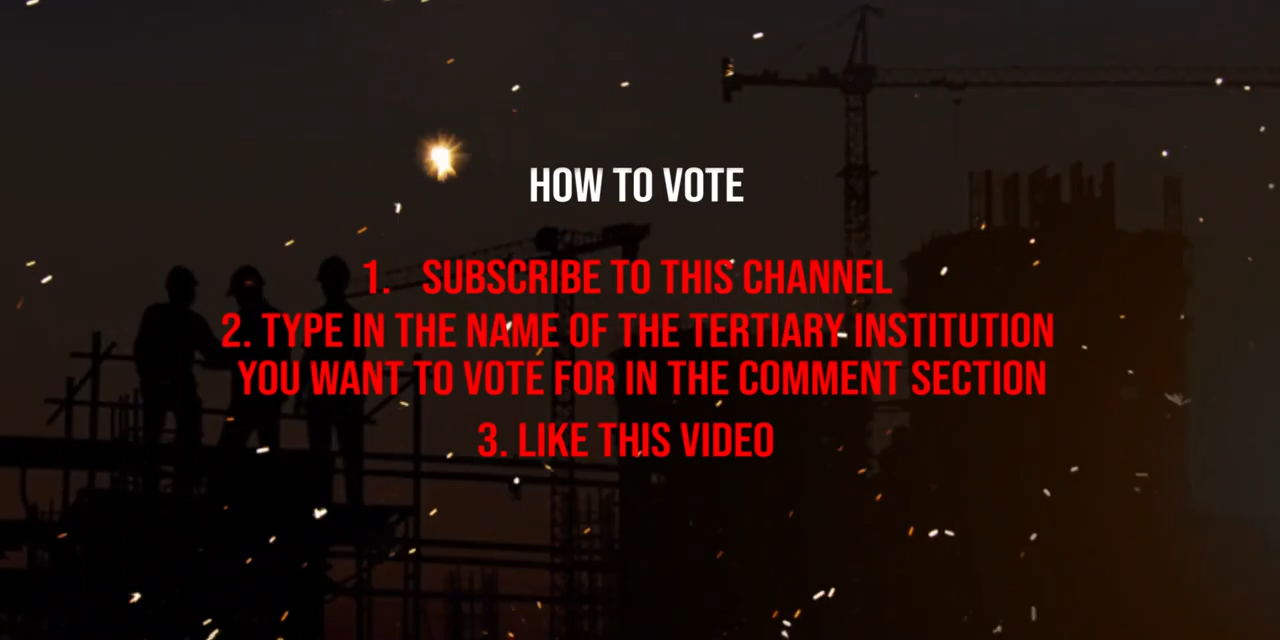 HOW TO VOTE
1. SUBSCRIBE TO THIS CHANNEL
2. TYPE IN THE NAME OF THE TERTIARY INSTITUTION
YOU WANT TO VOTE FOR IN THE COMMENT SECTION
3. LIKE THIS VIDEO